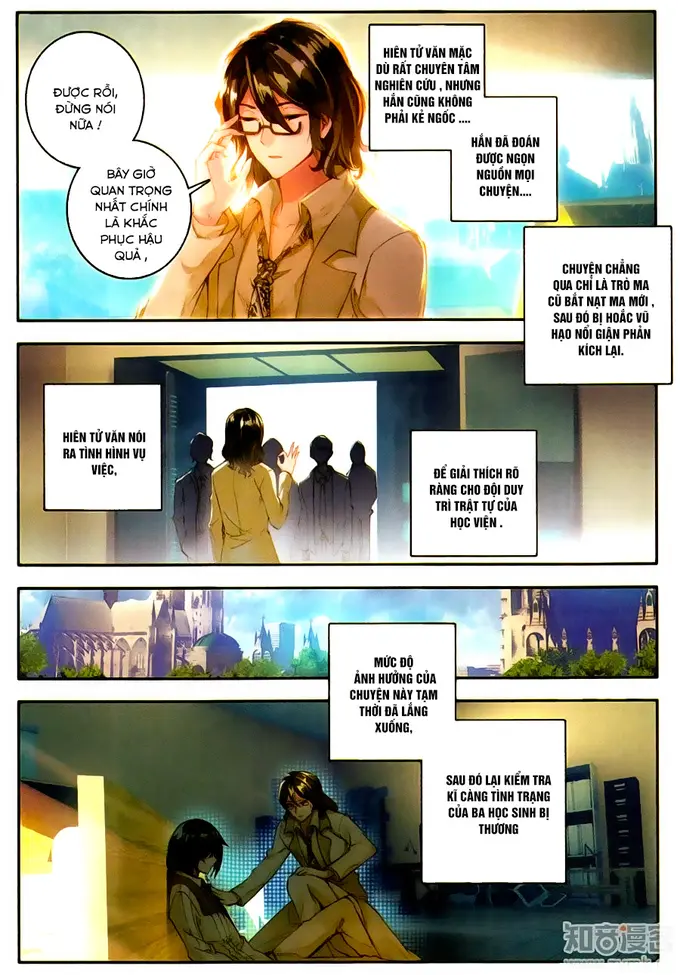 ĐƯỢC RỒI,
ĐỪNG NÓI
NỮA !
BÂY GIỜ
QUAN TRỌNG
NHẤT CHÍNH
LÀ KHẮC
PHỤC HẬU
QUẢ ,
HIÊN TỬ VĂN MẶC
DÙ RẤT CHUYÊN TÂM
NGHIÊN CỨU , NHƯNG
HẮN CŨNG KHÔNG
PHẢI KẺ NGỐC ....
HẮN ĐÃ ĐOÁN
ĐƯỢC NGỌN
NGUỒN MỌI
CHUYỆN....
CHUYỆN CHẲNG
QUA CHỈ LÀ TRÒ MA
CŨ BẮT NẠT MA MỚI ,
SAU ĐÓ BỊ HOẮC VŨ
HẠO NỔI GIẬN PHẢN
KÍCH LẠI.
HIÊN TỬ VĂN NÓI
RA TÌNH HÌNH VỤ
VIỆC,
ĐỂ GIẢI THÍCH RÕ
RÀNG CHO ĐỘI DUY
TRÌ TRẬT TỰ CỦA
HỌC VIỆN .
MỨC ĐỘ
ẢNH HƯỞNG CỦA
CHUYỆN NÀY TẠM
THỜI ĐÃ LẮNG
XUỐNG,
SAU ĐÓ LẠI KIỂM TRA
KĨ CÀNG TÌNH TRẠNG
CỦA BA HỌC SINH BỊ
THƯƠNG
知音漫客